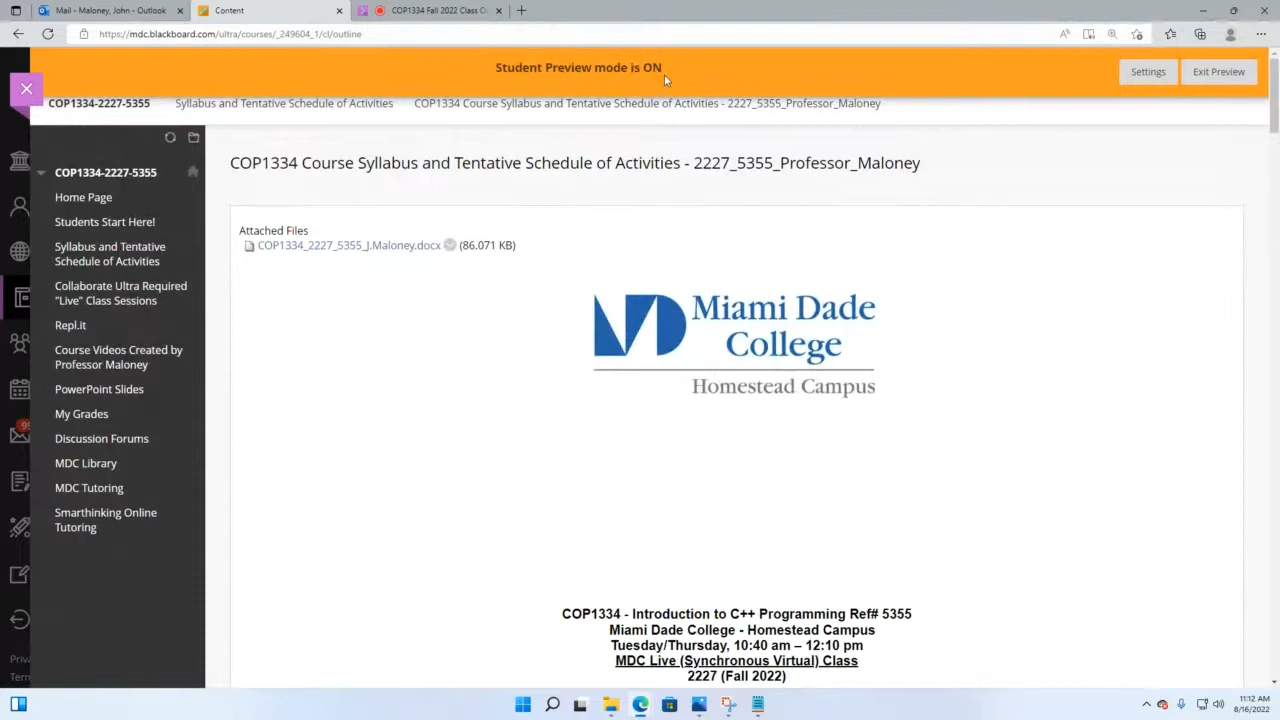 Mail - Maloney, John - Outlook
Content
COP1334 Fall 2022 Class O
https://mdc.blackboard.com/ultra/courses/_249604_1/cl/outline
Student Preview mode is ON
Settings
Exit Preview
COP1334-2227-5355
Syllabus and Tentative Schedule of Activities
COP1334 Course Syllabus and Tentative Schedule of Activities - 2227_5355_Professor_Maloney
COP1334-2227-5355
Home Page
Students Start Here!
Syllabus and Tentative
Schedule of Activities
Collaborate Ultra Required
"Live" Class Sessions
Repl.it
Course Videos Created by
Professor Maloney
PowerPoint Slides
My Grades
Discussion Forums
MDC Library
MDC Tutoring
Smarthinking Online
Tutoring
99
Priva
Term
COP1334 Course Syllabus and Tentative Schedule of Activities - 2227_5355_Professor_Maloney
Attached Files
COP1334_2227_5355_J.Maloney.docx (86.071 KB)
Miami Dade
College
Homestead Campus
COP1334 - Introduction to C++ Programming Ref# 5355
Miami Dade College - Homestead Campus
Tuesday/Thursday, 10:40 am – 12:10 pm
MDC Live (Synchronous Virtual) Class
2227 (Fall 2022)
11:12 AM
8/16/2022